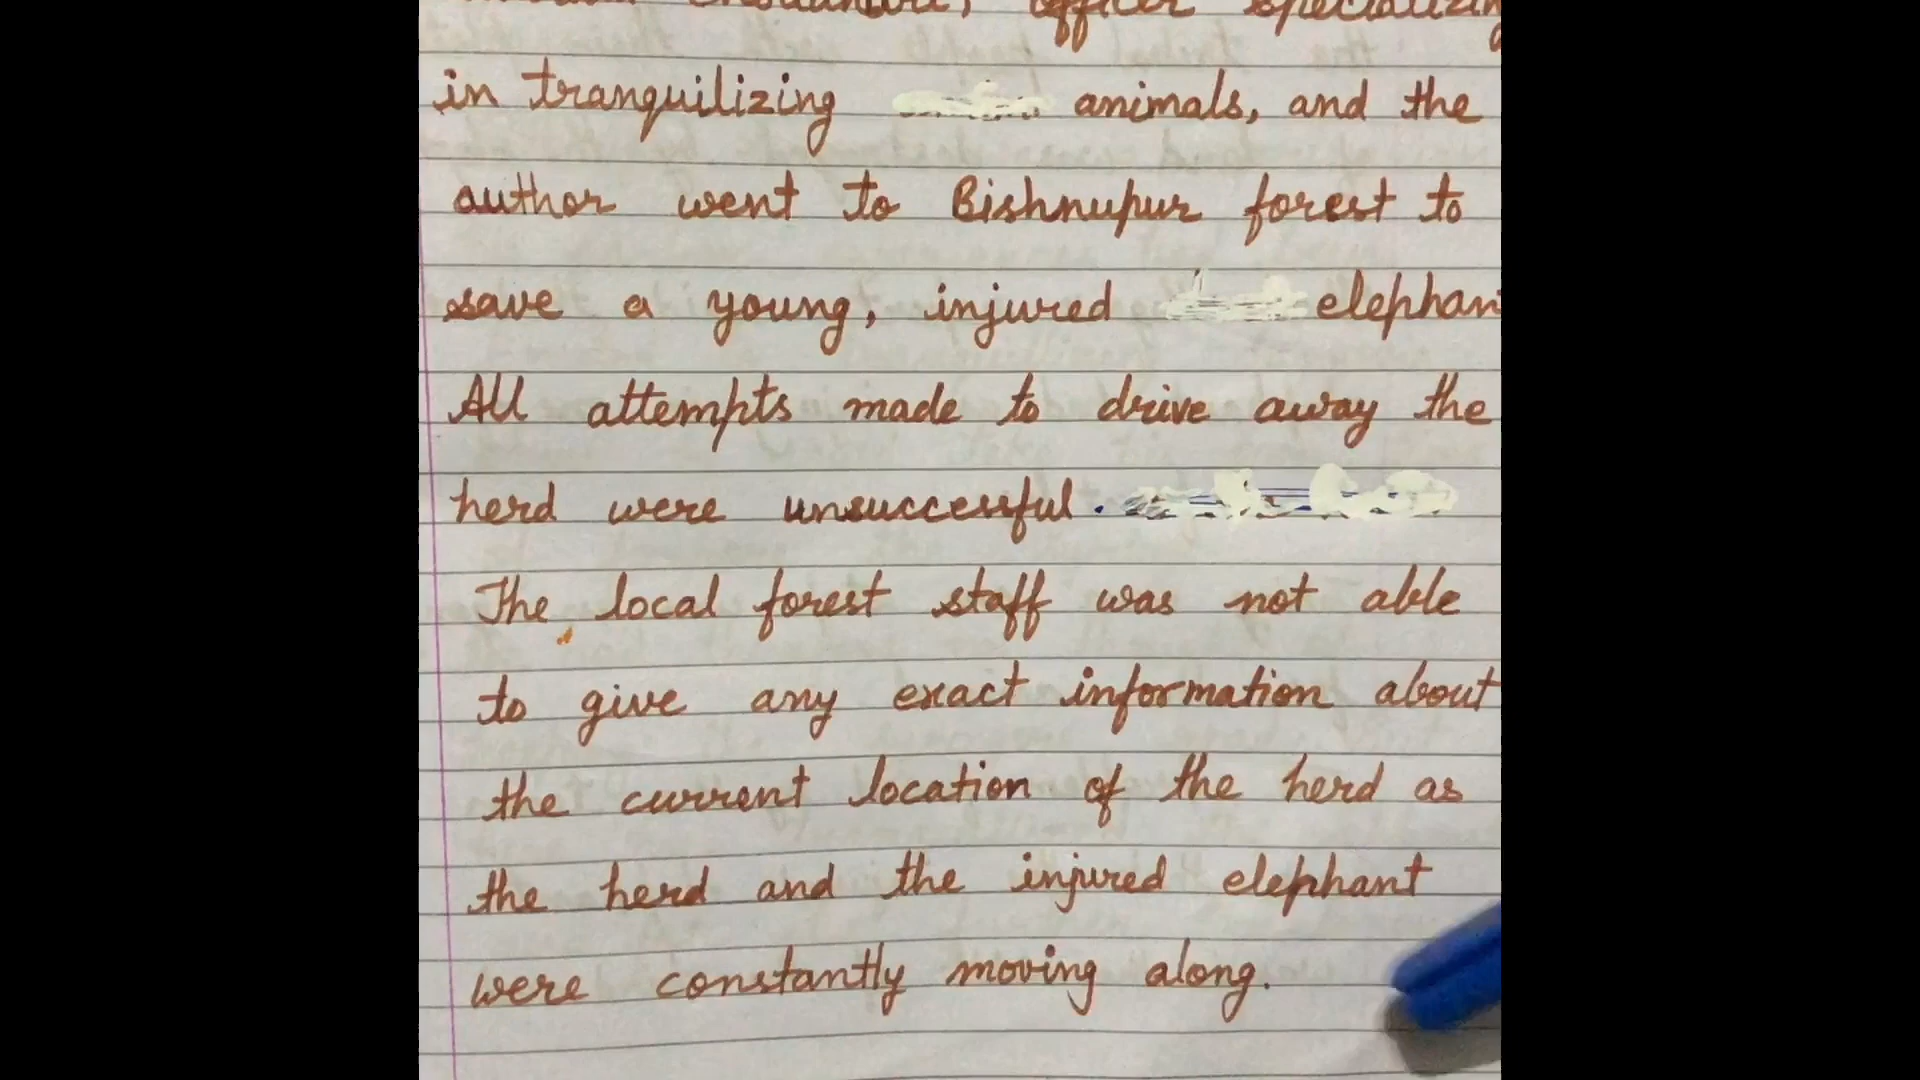 officer specializing
in tranquilizing animals, and the
author went to Bishnupur forest to
save a young, injured elephan
All attempts made to drive away the
herd were unsuccessful.
The local forest staff was not able
to give any exact information about
the current location of the herd as
the herd and the injured elephant
were constantly moving along.